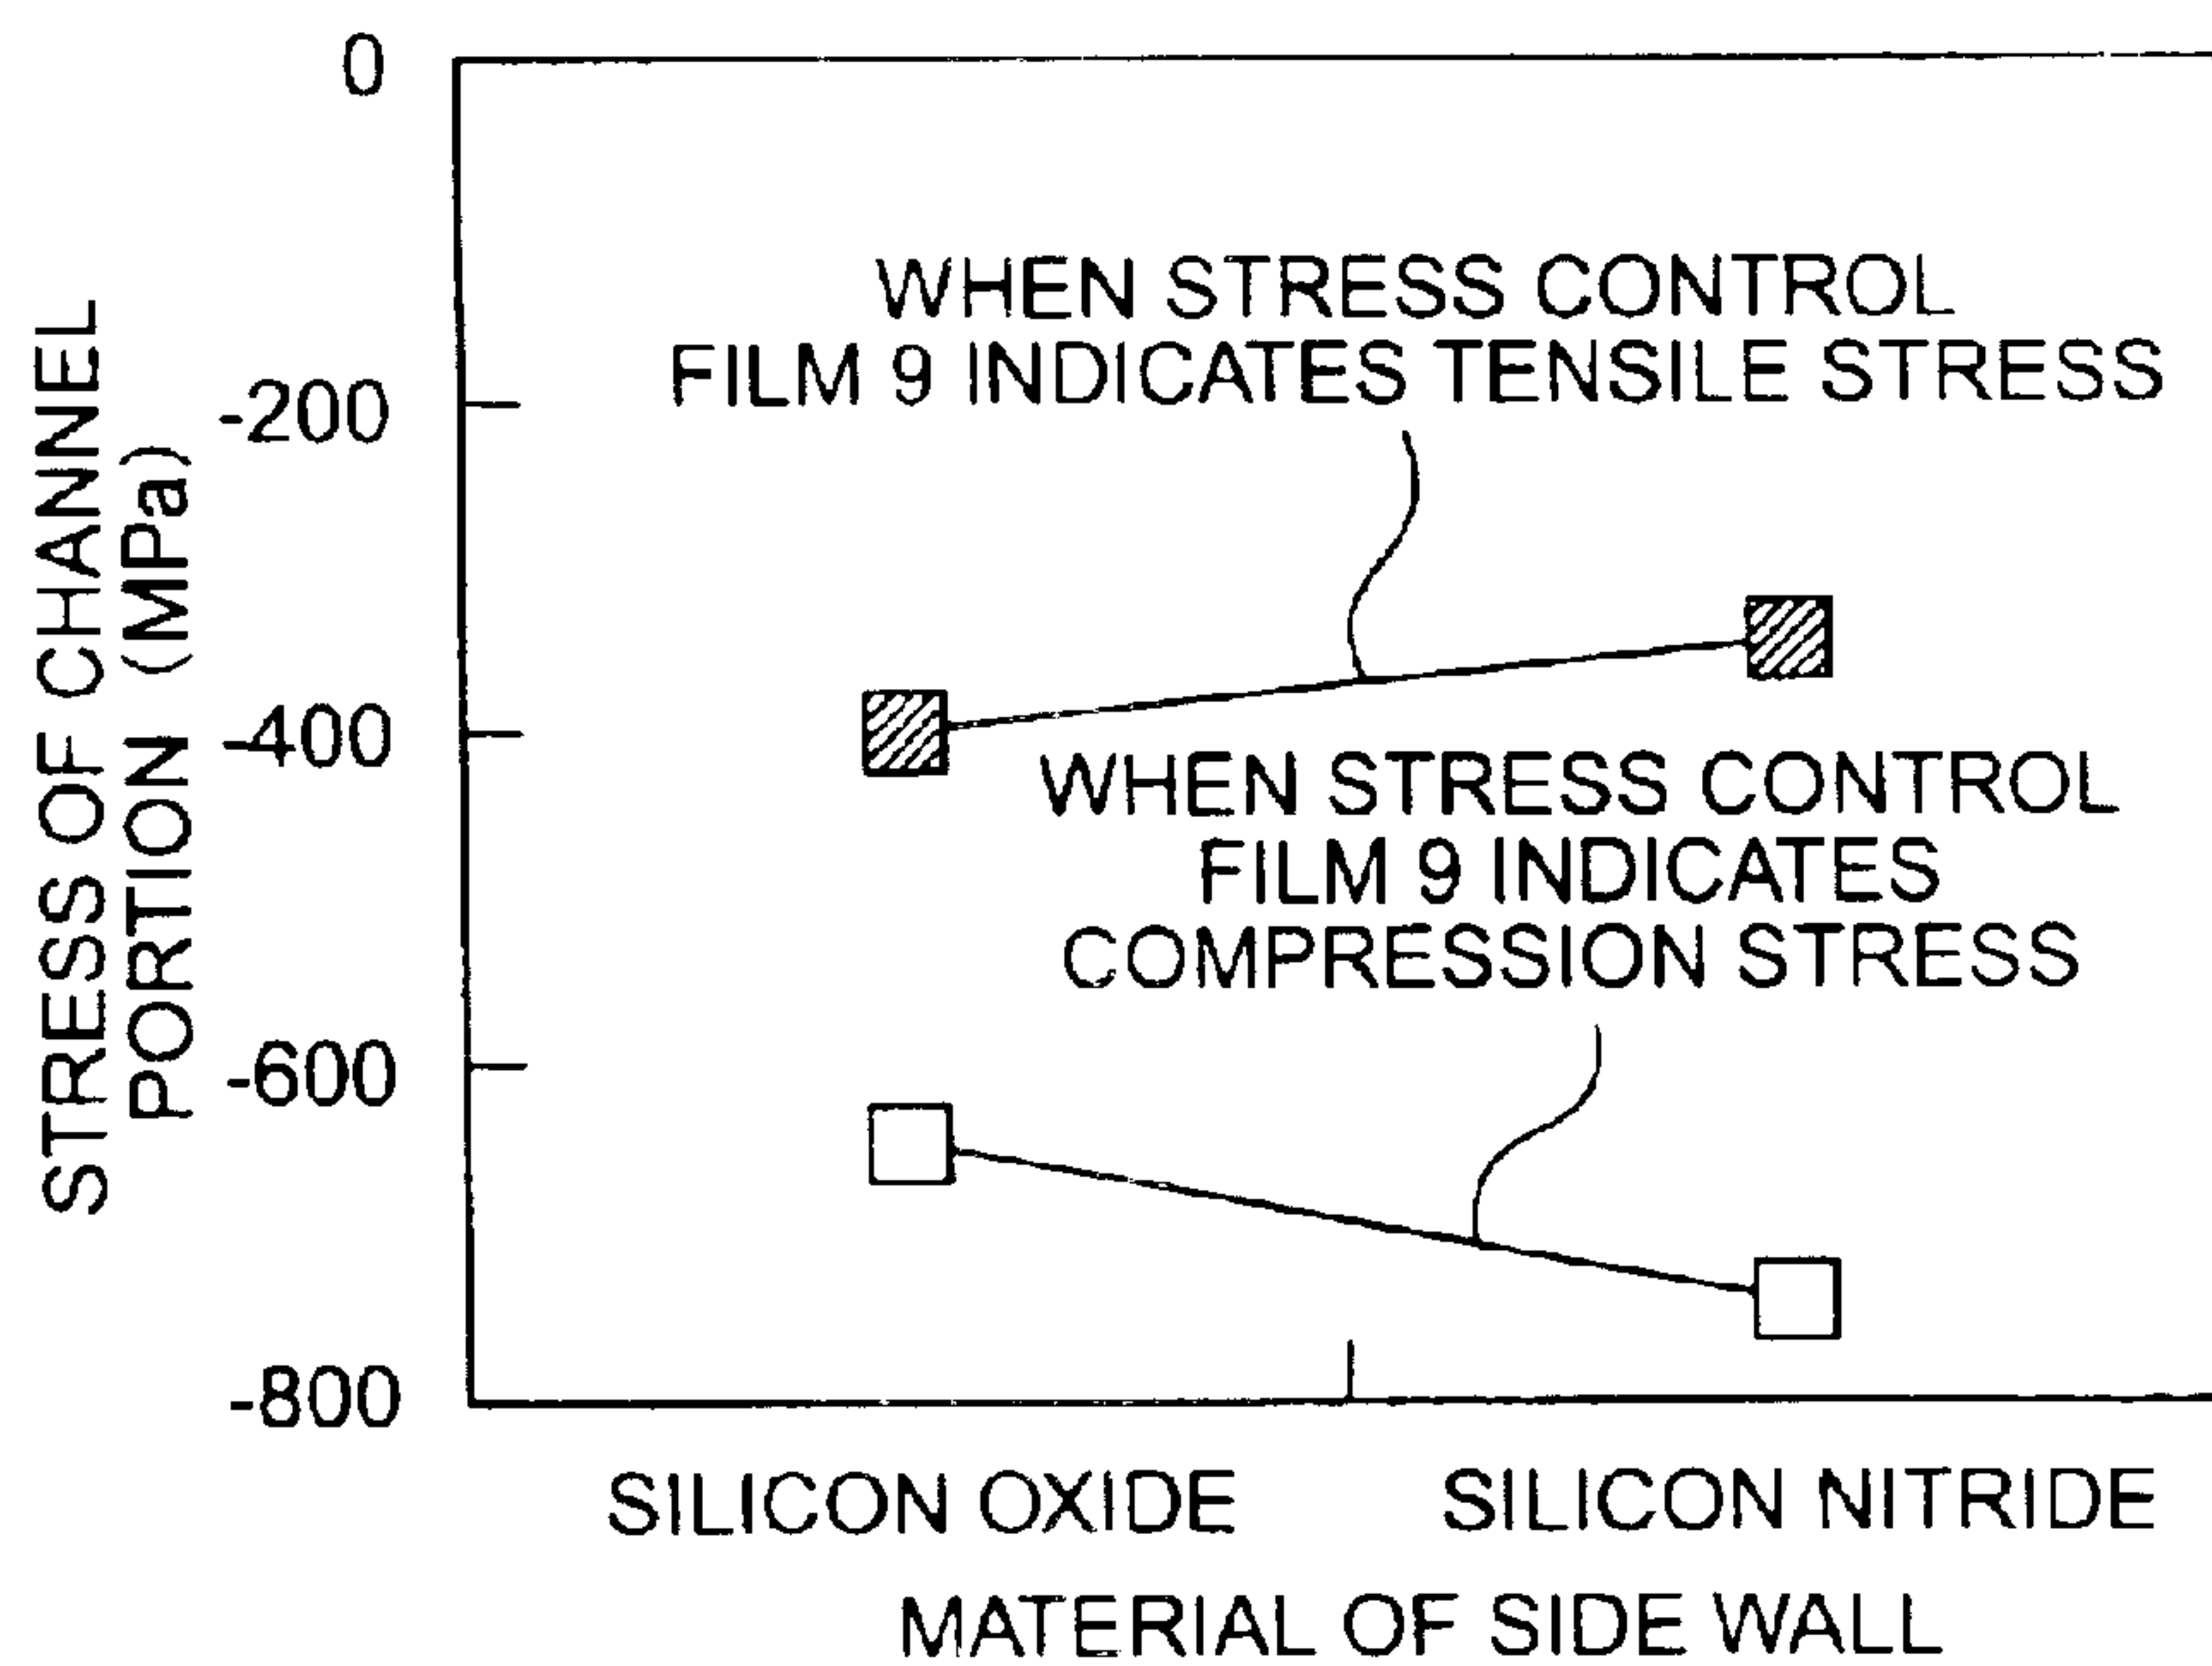 STRESS OF CHANNEL
PORTION (MPa)
0
-200
-400
-600
-800
WHEN STRESS CONTROL
FILM 9 INDICATES TENSILE STRESS
WHEN STRESS CONTROL
FILM 9 INDICATES
COMPRESSION STRESS
SILICON OXIDE
SILICON NITRIDE
MATERIAL OF SIDE WALL